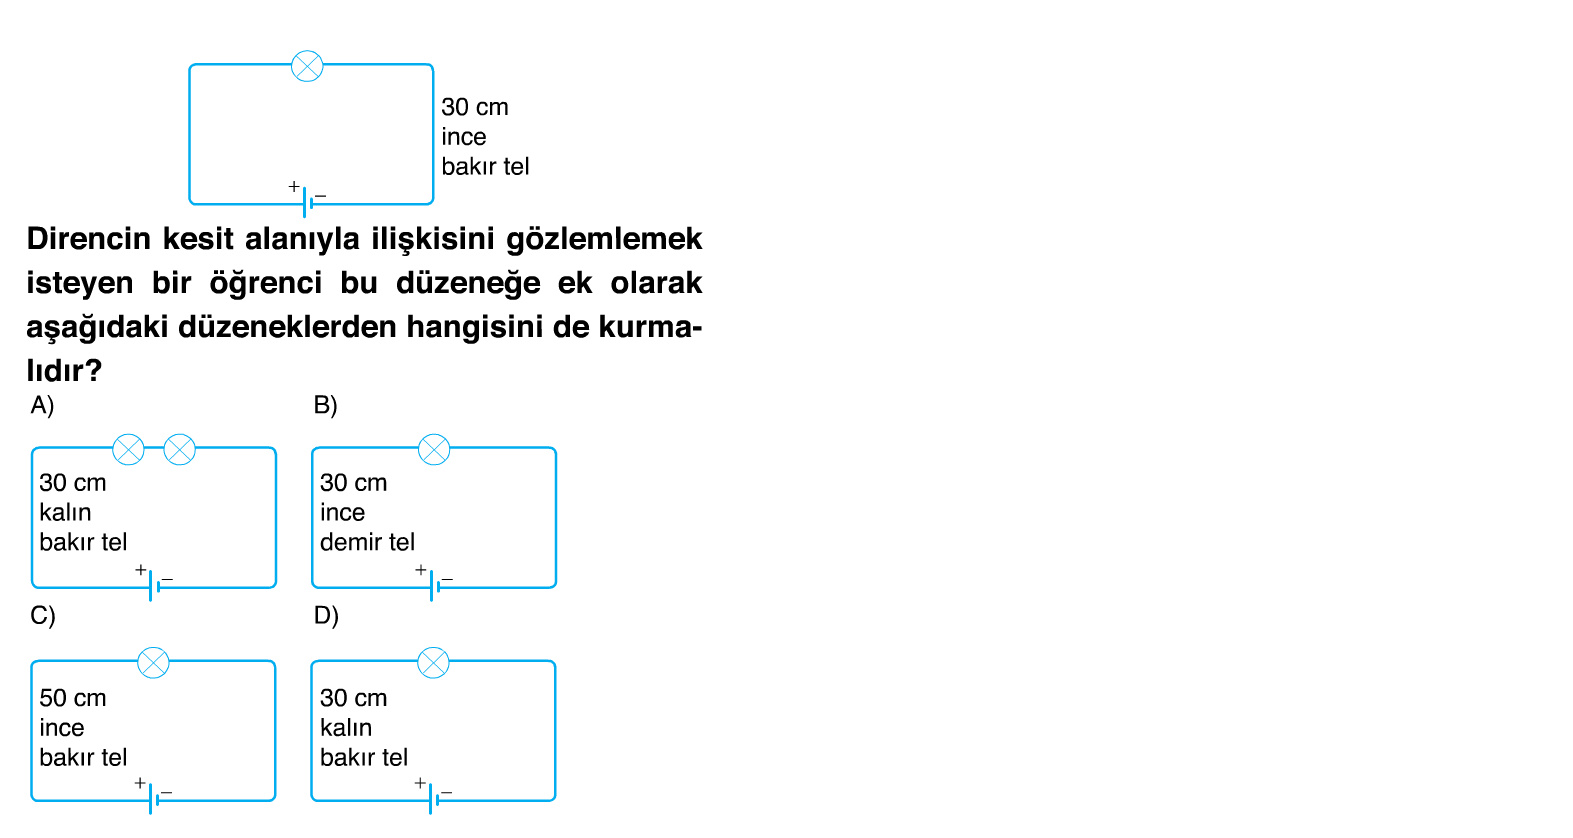 30 cm
ince
bakır tel
+ –
Direncin kesit alanıyla ilişkisini gözlemlemek
isteyen bir öğrenci bu düzeneğe ek olarak
aşağıdaki düzeneklerden hangisini de kurma-
lıdır?
A)
30 cm
kalın
bakır tel
+ –
B)
30 cm
ince
demir tel
+ –
C)
50 cm
ince
bakır tel
+ –
D)
30 cm
kalın
bakır tel
+ –